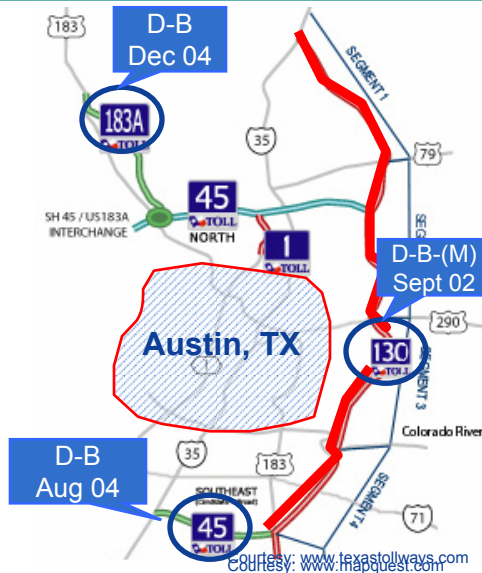 183
D-B
Dec 04
183A
TOLL
SEGMENT 1
35
79
45
TOLL
NORTH
SH 45 / US183A
INTERCHANGE
1
TOLL
D-B-(M)
Sept 02
290
Austin, TX
1
130
TOLL
SEGMENT 3
Colorado River
D-B
Aug 04
35
183
SOUTHEAST
45
TOLL
SEGMENT 4
71
Courtesy: www.texastollways.com
Courtesy: www.mapquest.com